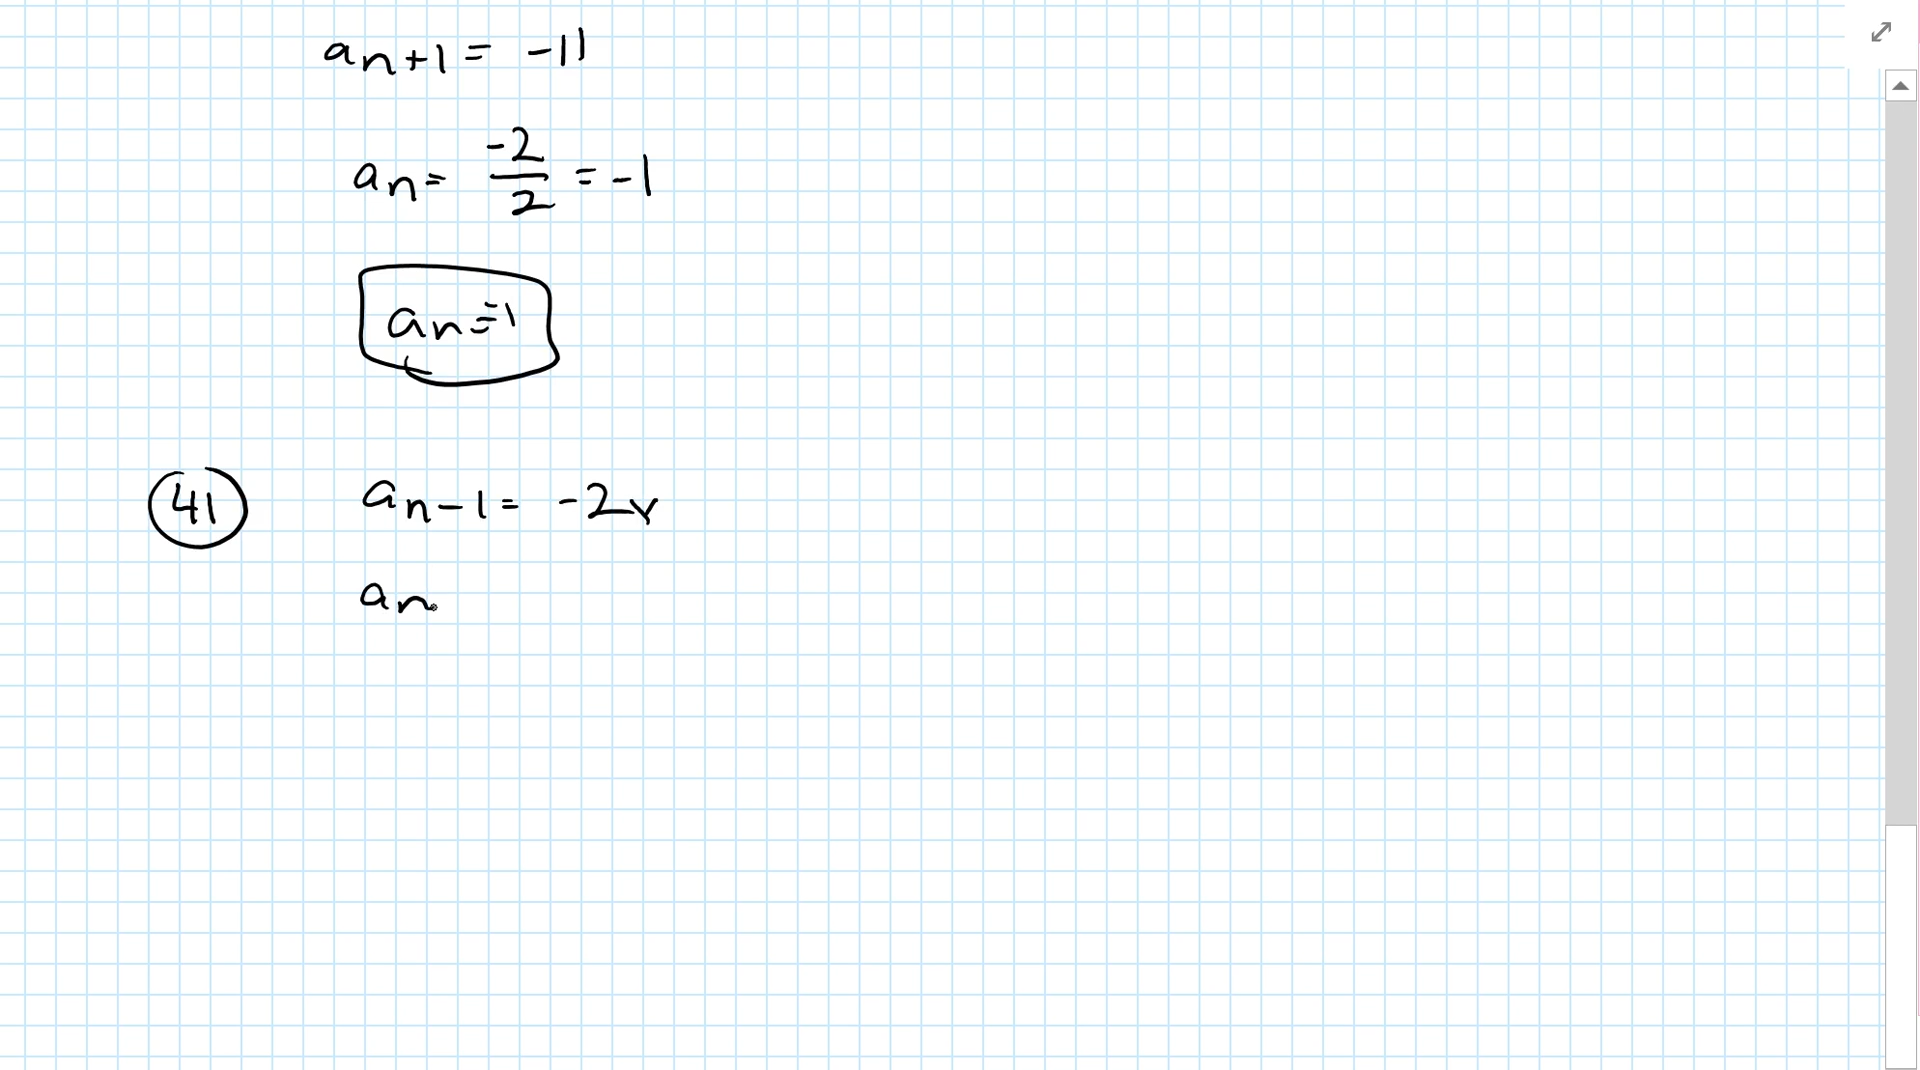 an+1 = -11
an = -2/2 = -1
an = -1
41 an-1 = -2r
an